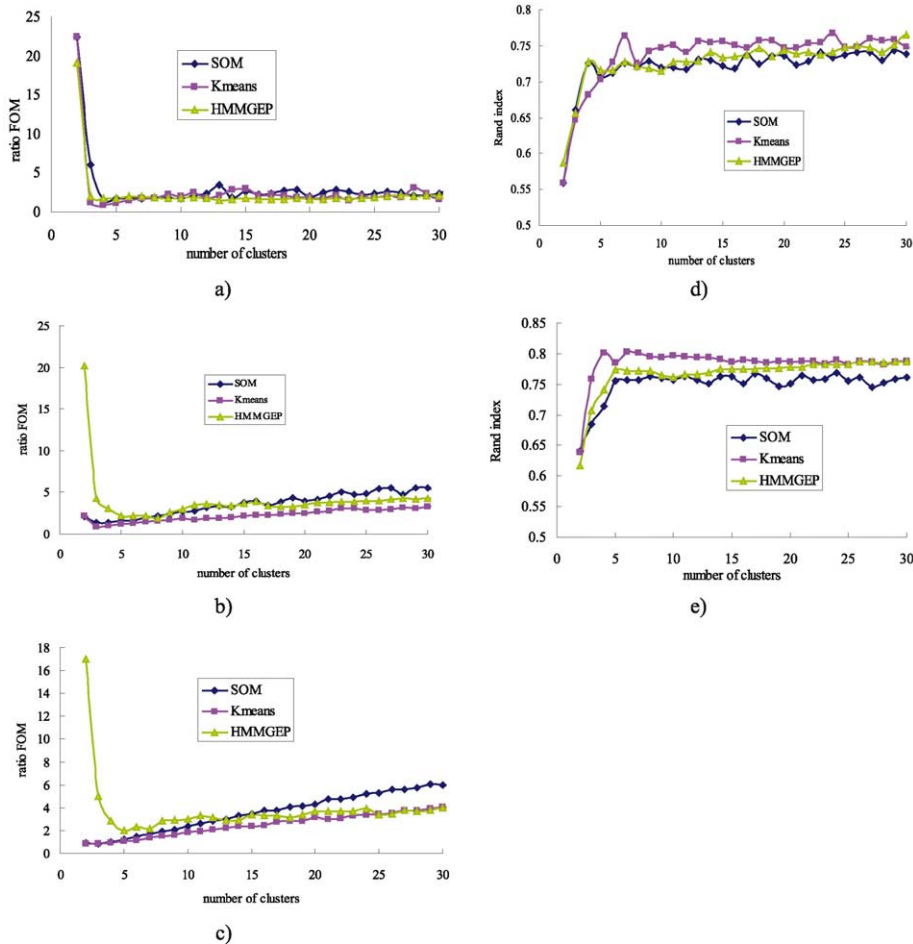 25
20
15
10
5
0
ratio FOM
SOM
Kmeans
HMMGEP
0 5 10 15 20 25 30
number of clusters
a)
0.8
0.75
0.7
0.65
0.6
0.55
0.5
Rand index
SOM
Kmeans
HMMGEP
0 5 10 15 20 25 30
number of clusters
d)
25
20
15
10
5
0
ratio FOM
SOM
Kmeans
HMMGEP
0 5 10 15 20 25 30
number of clusters
b)
0.85
0.8
0.75
0.7
0.65
0.6
0.55
0.5
Rand index
SOM
Kmeans
HMMGEP
0 5 10 15 20 25 30
number of clusters
e)
18
16
14
12
10
8
6
4
2
0
ratio FOM
SOM
Kmeans
HMMGEP
0 5 10 15 20 25 30
number of clusters
c)